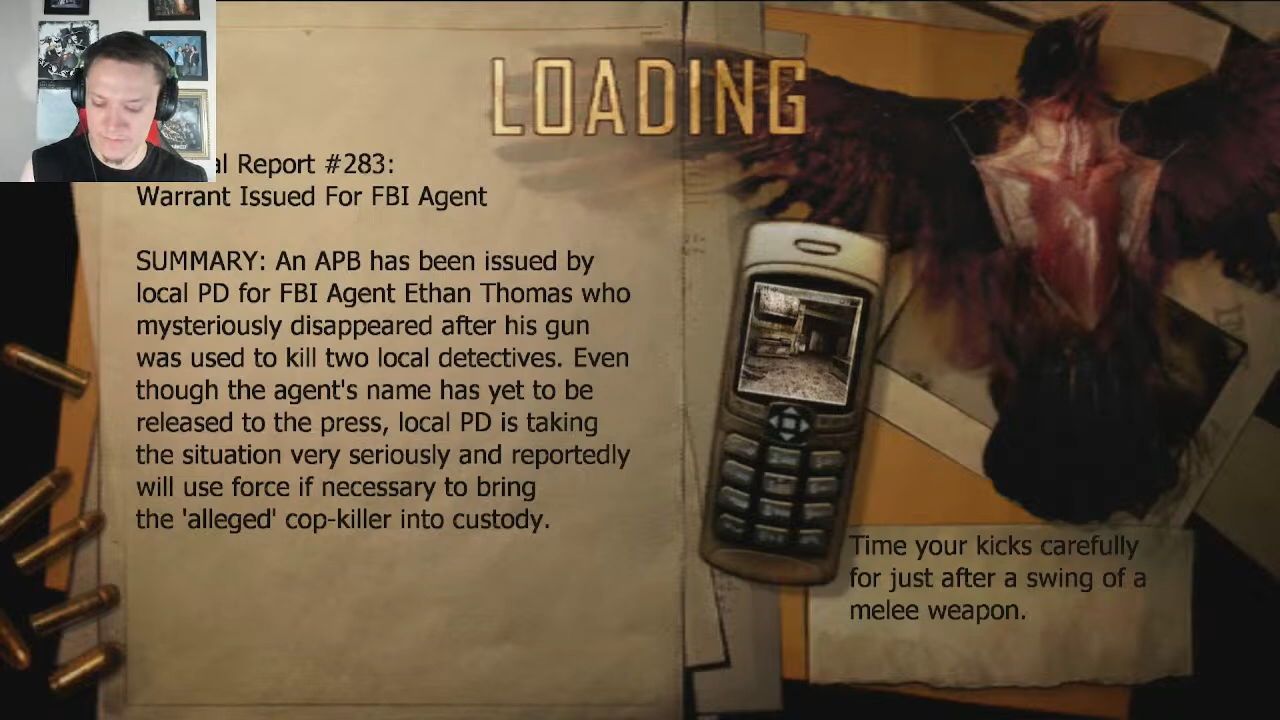 LOADING
al Report #283:
Warrant Issued For FBI Agent
SUMMARY: An APB has been issued by
local PD for FBI Agent Ethan Thomas who
mysteriously disappeared after his gun
was used to kill two local detectives. Even
though the agent's name has yet to be
released to the press, local PD is taking
the situation very seriously and reportedly
will use force if necessary to bring
the 'alleged' cop-killer into custody.
Time your kicks carefully
for just after a swing of a
melee weapon.